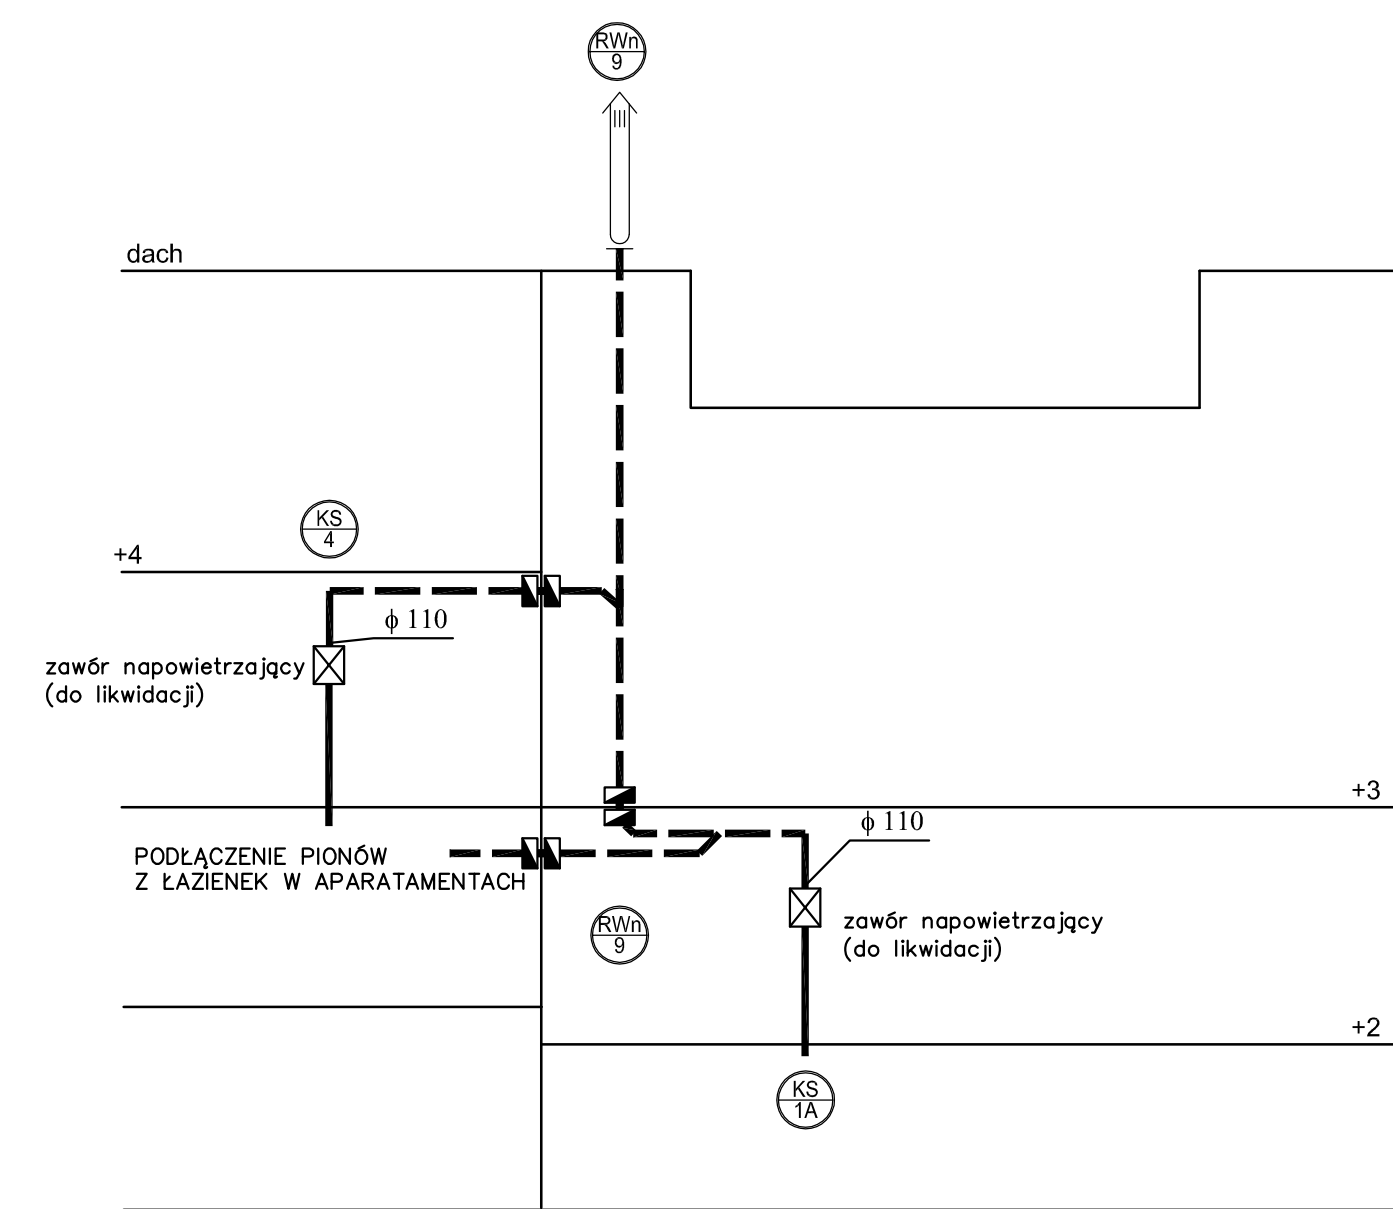 RWn
9
dach
KS
4
+4
ϕ 110
zawór napowietrzający
(do likwidacji)
+3
ϕ 110
PODŁĄCZENIE PIONÓW
Z ŁAZIENEK W APARATAMENTACH
RWn
9
zawór napowietrzający
(do likwidacji)
+2
KS
1A